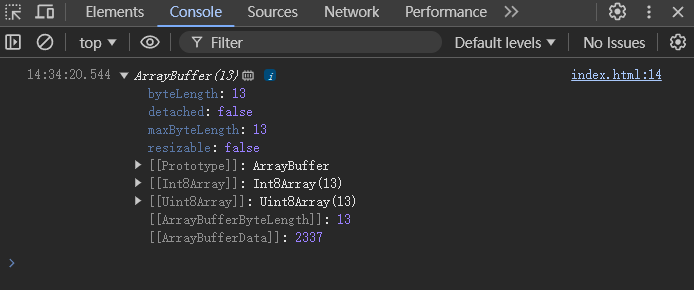 Elements Console Sources Network Performance
top Filter Default levels No Issues
14:34:20.544 ArrayBuffer(13) i index.html:14
byteLength: 13
detached: false
maxByteLength: 13
resizable: false
[[Prototype]]: ArrayBuffer
[[Int8Array]]: Int8Array(13)
[[Uint8Array]]: Uint8Array(13)
[[ArrayBufferByteLength]]: 13
[[ArrayBufferData]]: 2337